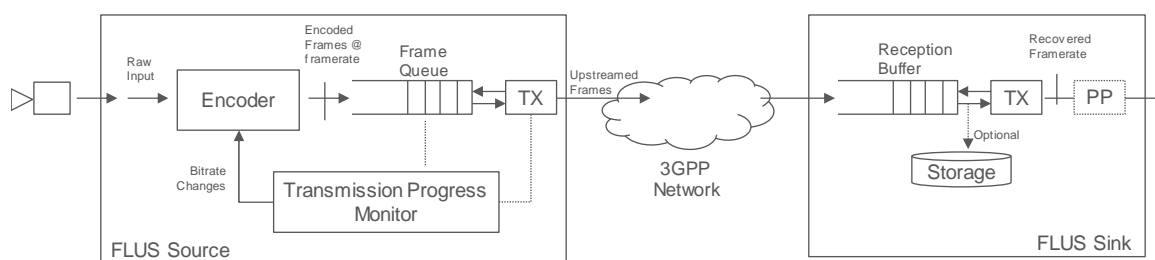 Raw
Input
Encoder
Encoded
Frames @
framerate
Frame
Queue
TX
Upstreamed
Frames
Bitrate
Changes
Transmission Progress
Monitor
FLUS Source
3GPP
Network
Reception
Buffer
TX
Recovered
Framerate
PP
Optional
Storage
FLUS Sink